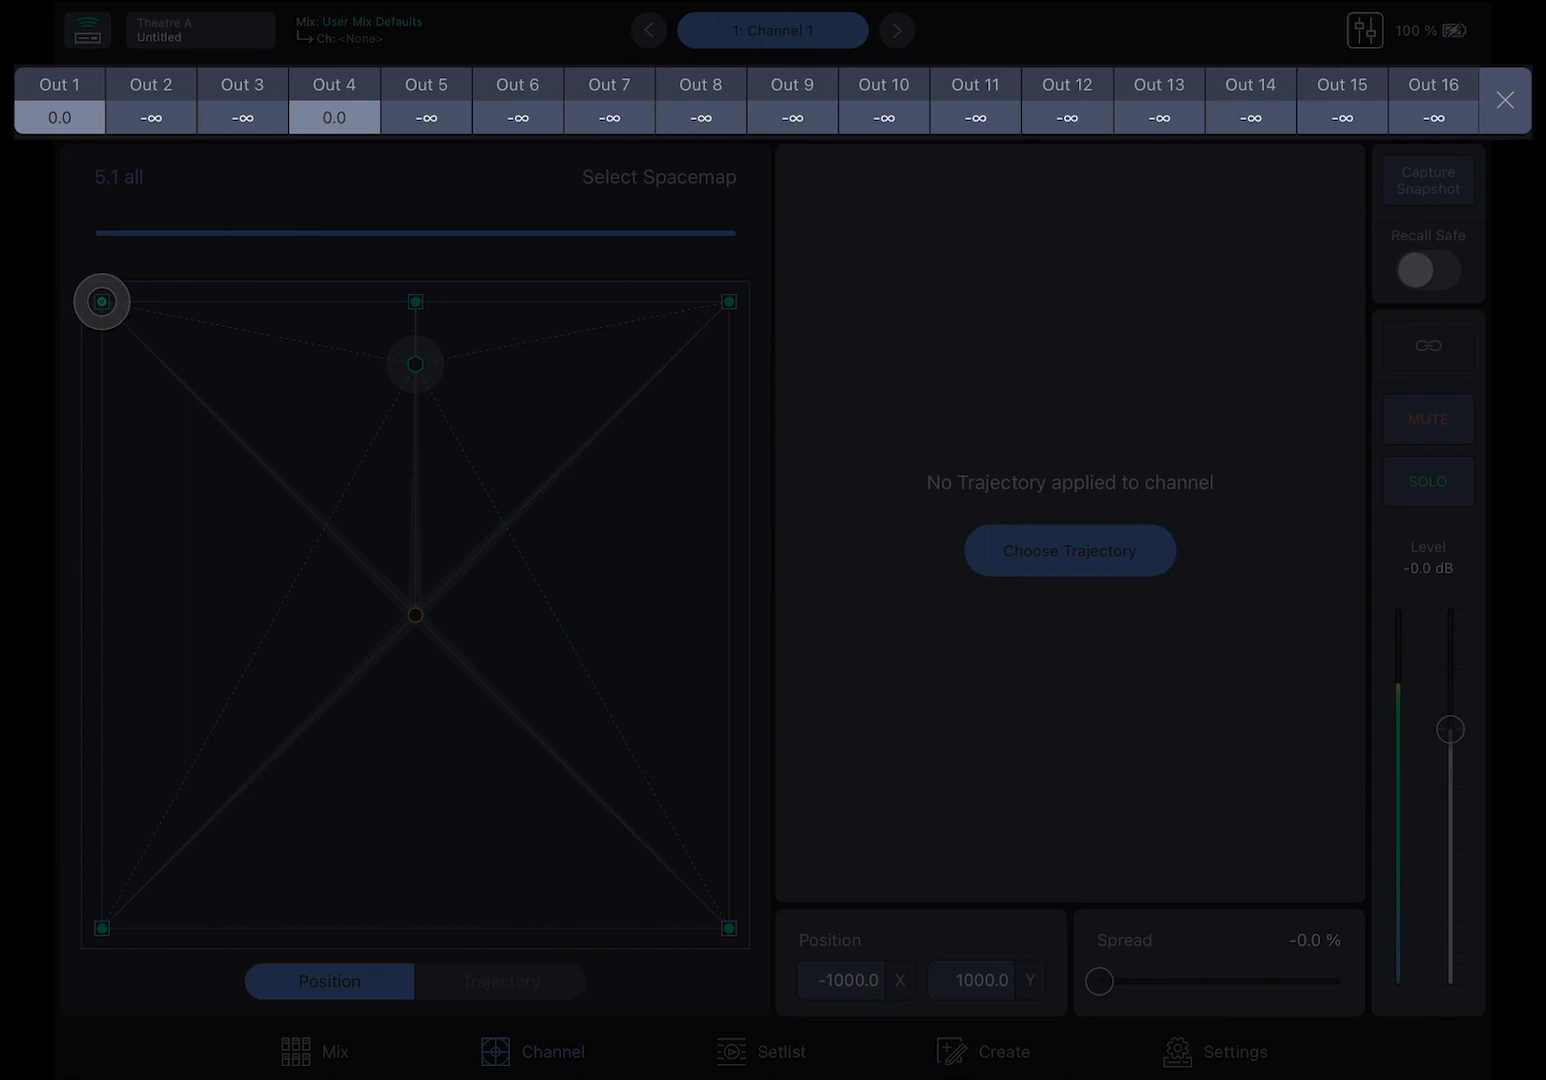 Theatre A
Untitled
Mix: User Mix Defaults
Ch: <None>
1: Channel 1
100 %
Out 1 Out 2 Out 3 Out 4 Out 5 Out 6 Out 7 Out 8 Out 9 Out 10 Out 11 Out 12 Out 13 Out 14 Out 15 Out 16
0.0 -∞ -∞ 0.0 -∞ -∞ -∞ -∞ -∞ -∞ -∞ -∞ -∞ -∞ -∞ -∞
5.1 all
Select Spacemap
Capture
Snapshot
Recall Safe
MUTE
No Trajectory applied to channel
SOLO
Choose Trajectory
Level
-0.0 dB
Position
Spread
-0.0 %
Position
Trajectory
-1000.0 X
1000.0 Y
Mix
Channel
Setlist
Create
Settings